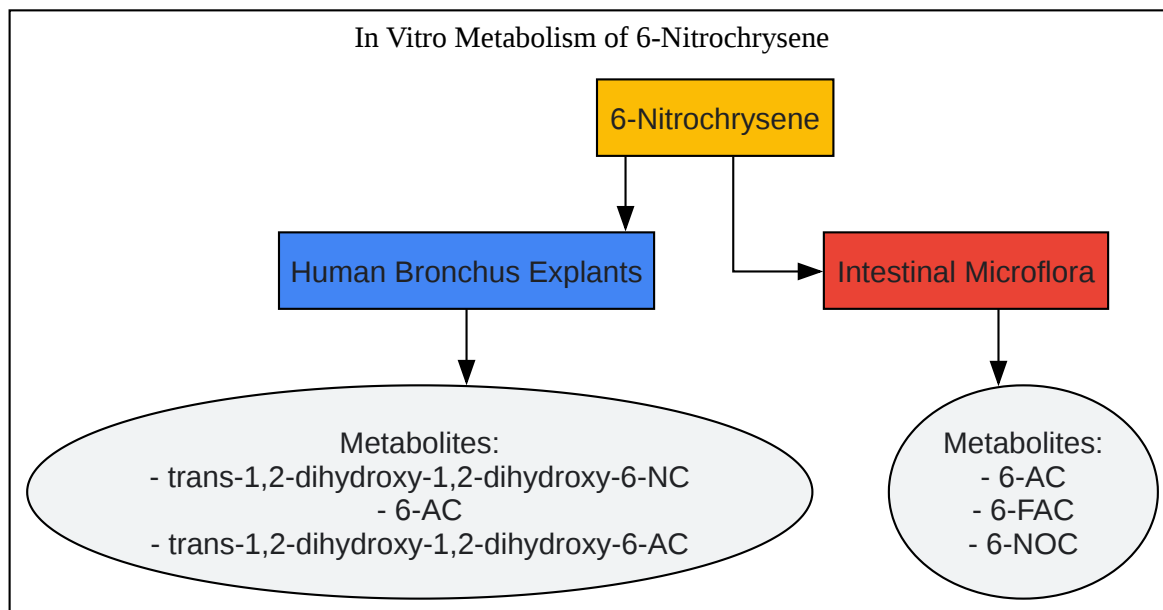 In Vitro Metabolism of 6-Nitrochrysene
6-Nitrochrysene
Human Bronchus Explants
Intestinal Microflora
Metabolites:
- trans-1,2-dihydroxy-1,2-dihydroxy-6-NC
- 6-AC
- trans-1,2-dihydroxy-1,2-dihydroxy-6-AC
Metabolites:
- 6-AC
- 6-FAC
- 6-NOC